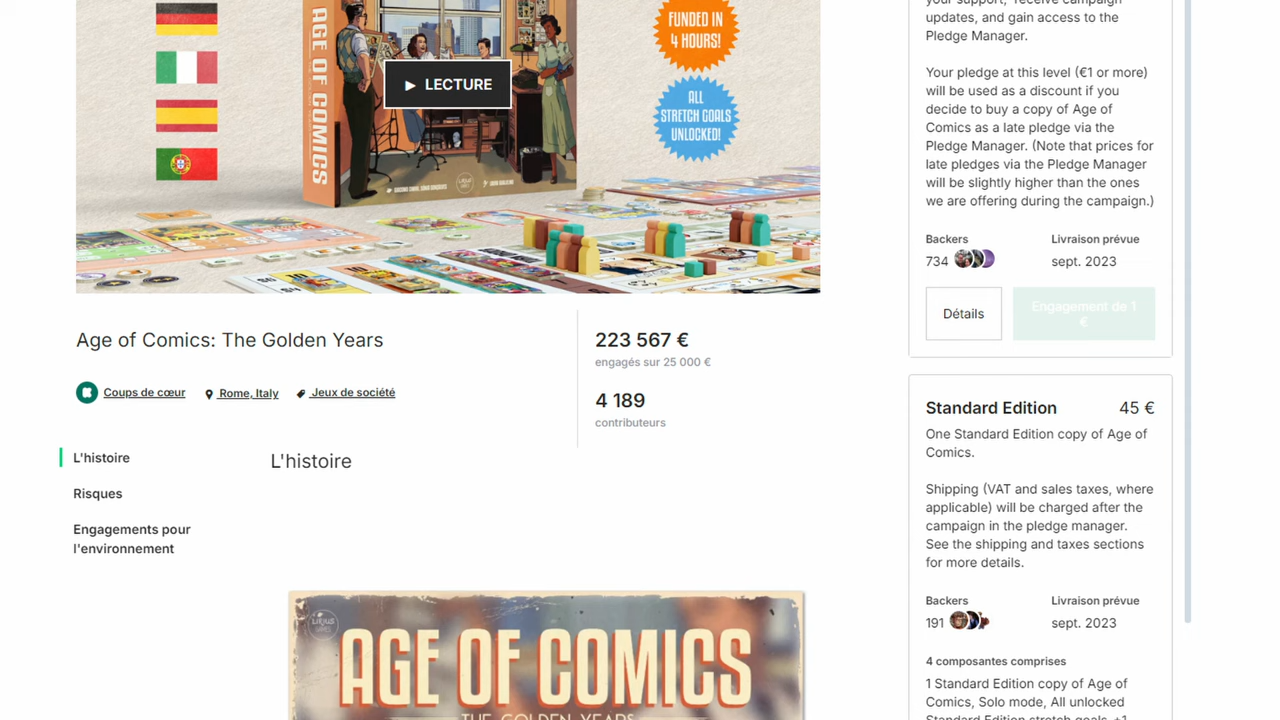 AGE OF COMICS
FUNDED IN
4 HOURS!
ALL
STRETCH GOALS
UNLOCKED!
► LECTURE
Age of Comics: The Golden Years
Coups de cœur
Rome, Italy
Jeux de société
223 567 €
engagés sur 25 000 €
4 189
contributeurs
L'histoire
Risques
Engagements pour
l'environnement
L'histoire
AGE OF COMICS
THE GOLDEN YEARS
your support, receive campaign
updates, and gain access to the
Pledge Manager.
Your pledge at this level (€1 or more)
will be used as a discount if you
decide to buy a copy of Age of
Comics as a late pledge via the
Pledge Manager. (Note that prices for
late pledges via the Pledge Manager
will be slightly higher than the ones
we are offering during the campaign.)
Backers
734
Livraison prévue
sept. 2023
Détails
Engagement de 1
€
Standard Edition 45 €
One Standard Edition copy of Age of
Comics.
Shipping (VAT and sales taxes, where
applicable) will be charged after the
campaign in the pledge manager.
See the shipping and taxes sections
for more details.
Backers
191
Livraison prévue
sept. 2023
4 composantes comprises
1 Standard Edition copy of Age of
Comics, Solo mode, All unlocked
Standard Edition stretch goals, +1